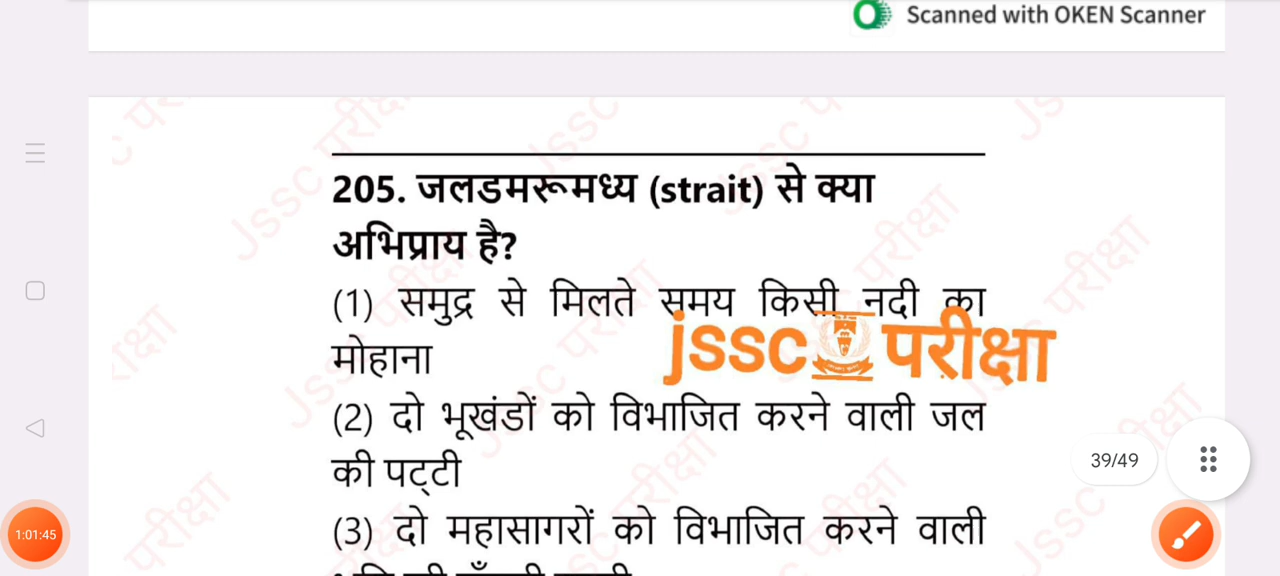 Scanned with OKEN Scanner
205. जलडमरूमध्य (strait) से क्या
अभिप्राय है?
(1) समुद्र से मिलते समय किसी नदी का
मोहाना
jssc परीक्षा
(2) दो भूखंडों को विभाजित करने वाली जल
की पट्टी
39/49
(3) दो महासागरों को विभाजित करने वाली
1:01:45